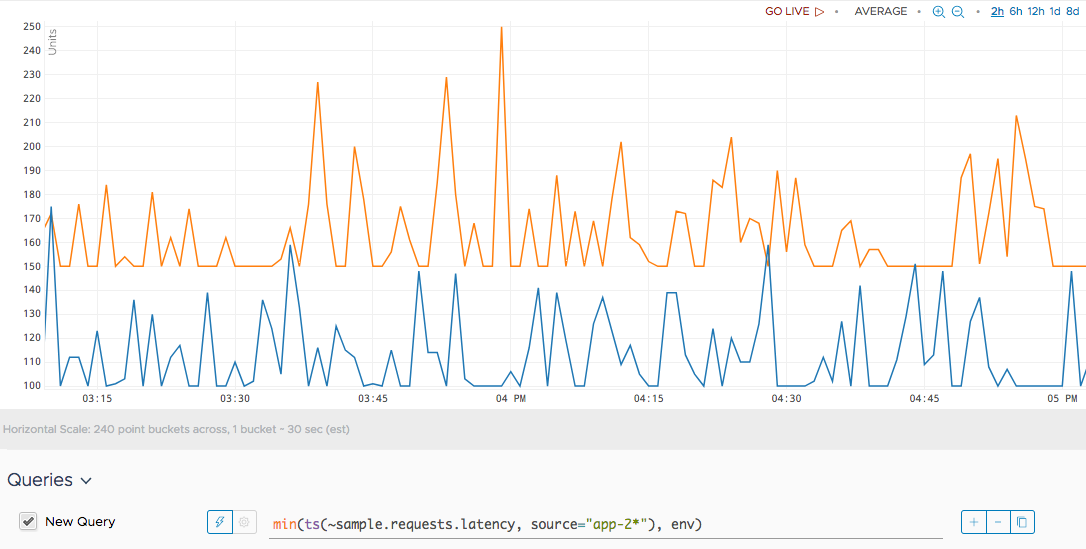 GO LIVE ▷ • AVERAGE • • 2h 6h 12h 1d 8d
Units
250
240
230
220
210
200
190
180
170
160
150
140
130
120
110
100
03:15 03:30 03:45 04 PM 04:15 04:30 04:45 05 PM
Horizontal Scale: 240 point buckets across, 1 bucket ~ 30 sec (est)
Queries
New Query
min(ts(~sample.requests.latency, source="app-2*"), env)